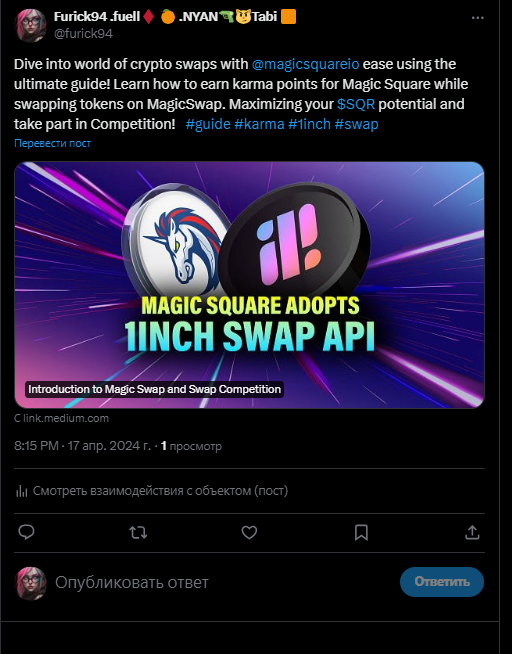 Furick94 .fuell♦️ 🍊 .NYAN🔫😼Tabi 🟧
@furick94
Dive into world of crypto swaps with @magicsquareio ease using the
ultimate guide! Learn how to earn karma points for Magic Square while
swapping tokens on MagicSwap. Maximizing your $SQR potential and
take part in Competition!   #guide #karma #1inch #swap
Перевести пост
MAGIC SQUARE ADOPTS
1INCH SWAP API
Introduction to Magic Swap and Swap Competition
С link.medium.com
8:15 PM · 17 апр. 2024 г. · 1 просмотр
Смотреть взаимодействия с объектом (пост)
Опубликовать ответ
Ответить